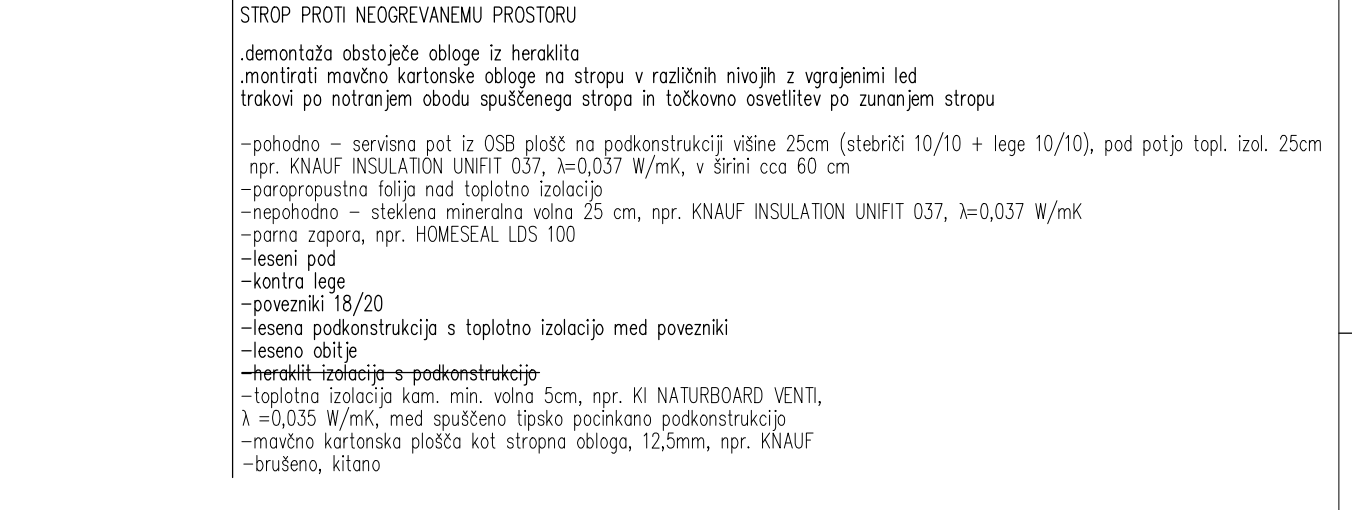 STROP PROTI NEOGREVANEMU PROSTORU
.demontaža obstoječe obloge iz heraklita
.montirati mavčno kartonske obloge na stropu v različnih nivojih z vgrajenimi led
trakovi po notranjem obodu spuščenega stropa in točkovno osvetlitev po zunanjem stropu
-pohodno - servisna pot iz OSB plošč na podkonstrukciji višine 25cm (stebriči 10/10 + lege 10/10), pod potjo topl. izol. 25cm
npr. KNAUF INSULATION UNIFIT 037, λ=0,037 W/mK, v širini cca 60 cm
-paropropustna folija nad toplotno izolacijo
-nepohodno - steklena mineralna volna 25 cm, npr. KNAUF INSULATION UNIFIT 037, λ=0,037 W/mK
-parna zapora, npr. HOMESEAL LDS 100
-leseni pod
-kontra lege
-povezniki 18/20
-lesena podkonstrukcija s toplotno izolacijo med povezniki
-leseno obitje
-heraklit izolacija s podkonstrukcijo
-toplotna izolacija kam. min. volna 5cm, npr. KI NATURBOARD VENTI,
λ =0,035 W/mK, med spuščeno tipsko pocinkano podkonstrukcijo
-mavčno kartonska plošča kot stropna obloga, 12,5mm, npr. KNAUF
-brušeno, kitano